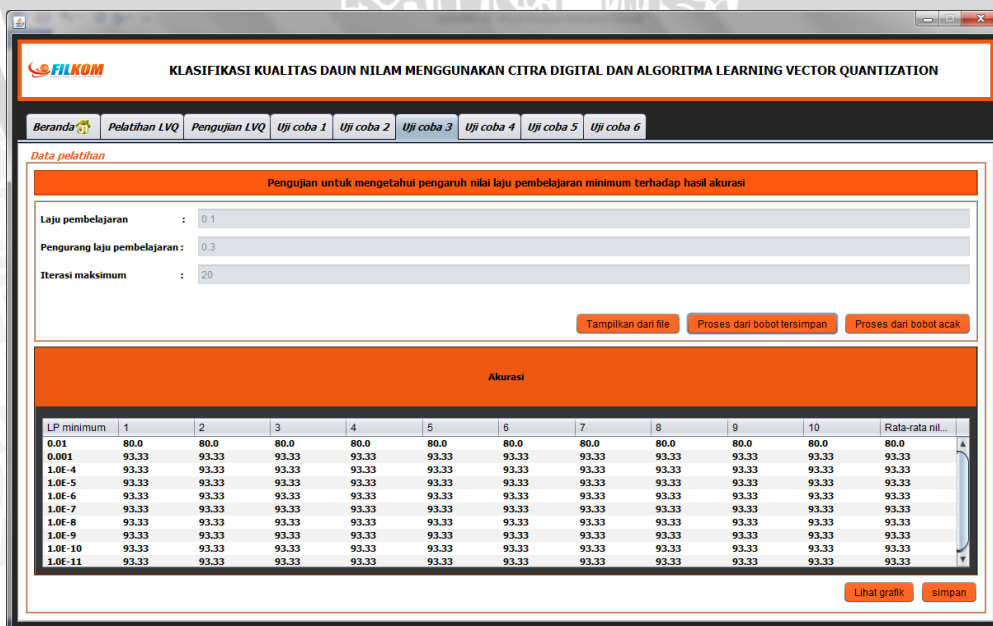 FILKOM
KLASIFIKASI KUALITAS DAUN NILAM MENGGUNAKAN CITRA DIGITAL DAN ALGORITMA LEARNING VECTOR QUANTIZATION
Beranda Pelatihan LVQ Pengujian LVQ Uji coba 1 Uji coba 2 Uji coba 3 Uji coba 4 Uji coba 5 Uji coba 6
Data pelatihan
Pengujian untuk mengetahui pengaruh nilai laju pembelajaran minimum terhadap hasil akurasi
Laju pembelajaran : 0.1
Pengurang laju pembelajaran : 0.3
Iterasi maksimum : 20
Tampilkan dari file Proses dari bobot tersimpan Proses dari bobot acak
Akurasi
LP minimum 1 2 3 4 5 6 7 8 9 10 Rata-rata nil...
0.01 80.0 80.0 80.0 80.0 80.0 80.0 80.0 80.0 80.0 80.0 80.0
0.001 93.33 93.33 93.33 93.33 93.33 93.33 93.33 93.33 93.33 93.33 93.33
1.0E-4 93.33 93.33 93.33 93.33 93.33 93.33 93.33 93.33 93.33 93.33 93.33
1.0E-5 93.33 93.33 93.33 93.33 93.33 93.33 93.33 93.33 93.33 93.33 93.33
1.0E-6 93.33 93.33 93.33 93.33 93.33 93.33 93.33 93.33 93.33 93.33 93.33
1.0E-7 93.33 93.33 93.33 93.33 93.33 93.33 93.33 93.33 93.33 93.33 93.33
1.0E-8 93.33 93.33 93.33 93.33 93.33 93.33 93.33 93.33 93.33 93.33 93.33
1.0E-9 93.33 93.33 93.33 93.33 93.33 93.33 93.33 93.33 93.33 93.33 93.33
1.0E-10 93.33 93.33 93.33 93.33 93.33 93.33 93.33 93.33 93.33 93.33 93.33
1.0E-11 93.33 93.33 93.33 93.33 93.33 93.33 93.33 93.33 93.33 93.33 93.33
Lihat grafik simpan